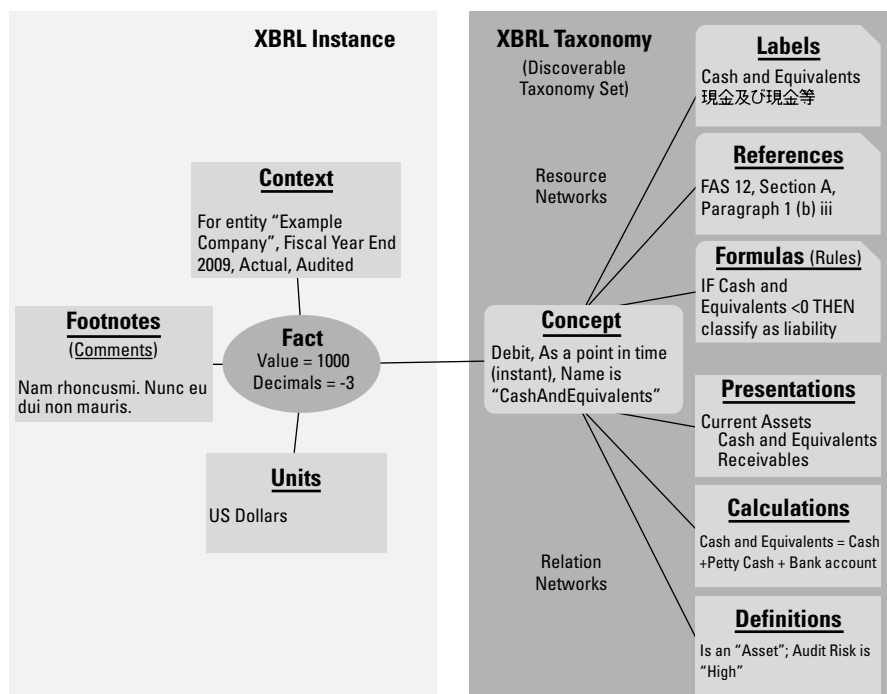 XBRL Instance
Context
For entity “Example
Company”, Fiscal Year End
2009, Actual, Audited
Footnotes
(Comments)
Nam rhoncusmi. Nunc eu
dui non mauris.
Fact
Value = 1000
Decimals = -3
Units
US Dollars
XBRL Taxonomy
(Discoverable
Taxonomy Set)
Resource
Networks
Concept
Debit, As a point in time
(instant), Name is
“CashAndEquivalents”
Relation
Networks
Labels
Cash and Equivalents
現金及び現金等
References
FAS 12, Section A,
Paragraph 1 (b) iii
Formulas (Rules)
IF Cash and
Equivalents <0 THEN
classify as liability
Presentations
Current Assets
Cash and Equivalents
Receivables
Calculations
Cash and Equivalents = Cash
+Petty Cash + Bank account
Definitions
Is an “Asset”; Audit Risk is
“High”